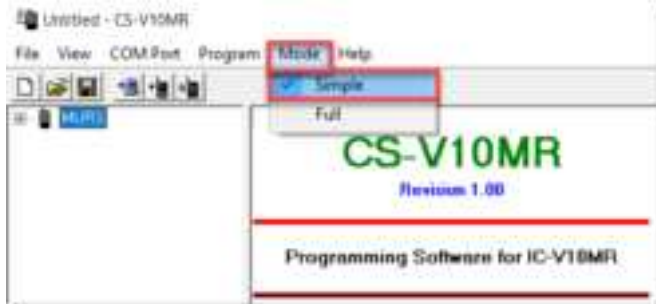 Untitled - CS-V10MR
File View COM Port Program Mode Help
Simple
MURS
Full
CS-V10MR
Revision 1.00
Programming Software for IC-V10MR